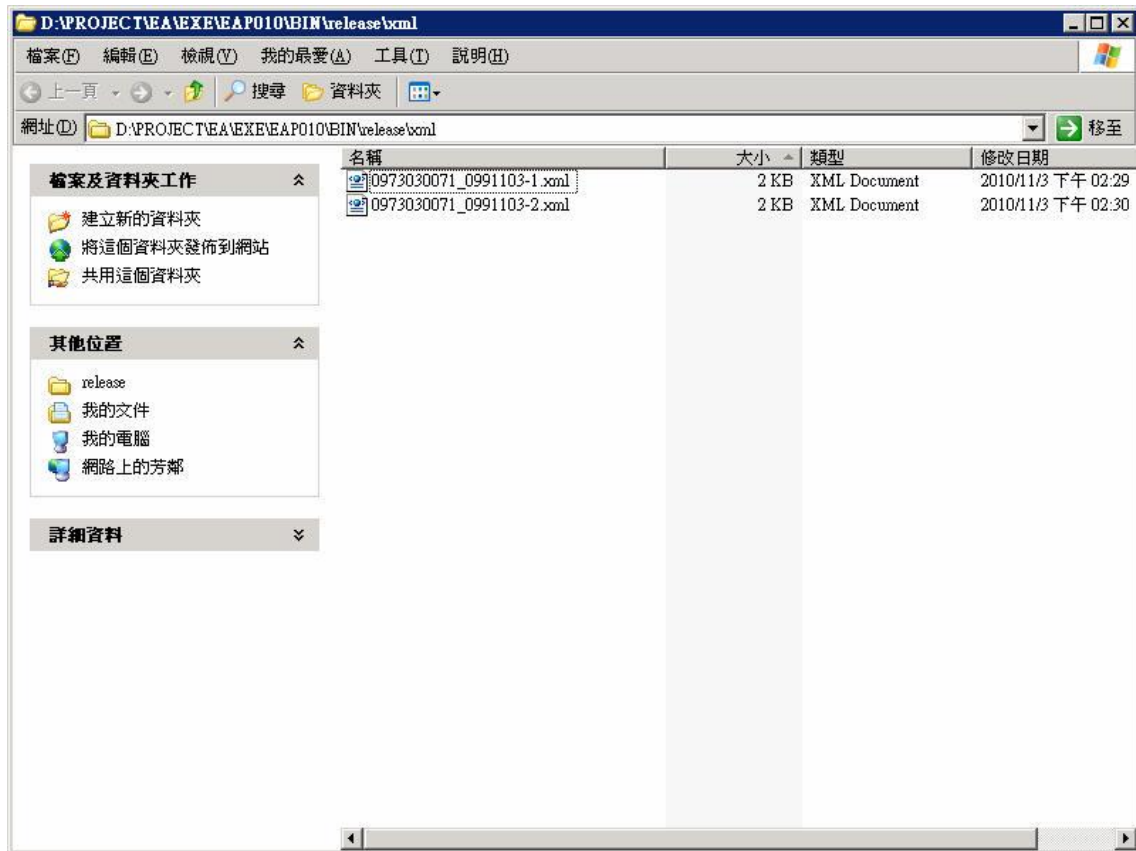 D:\PROJECT\EA\EXE\EAP010\BIN\release\xml
檔案(F) 編輯(E) 檢視(V) 我的最愛(A) 工具(T) 說明(H)
上一頁 搜尋 資料夾
網址(D) D:\PROJECT\EA\EXE\EAP010\BIN\release\xml 移至
檔案及資料夾工作
建立新的資料夾
將這個資料夾發佈到網站
共用這個資料夾
其他位置
release
我的文件
我的電腦
網路上的芳鄰
詳細資料
名稱 大小 類型 修改日期
0973030071_0991103-1.xml 2 KB XML Document 2010/11/3 下午 02:29
0973030071_0991103-2.xml 2 KB XML Document 2010/11/3 下午 02:30